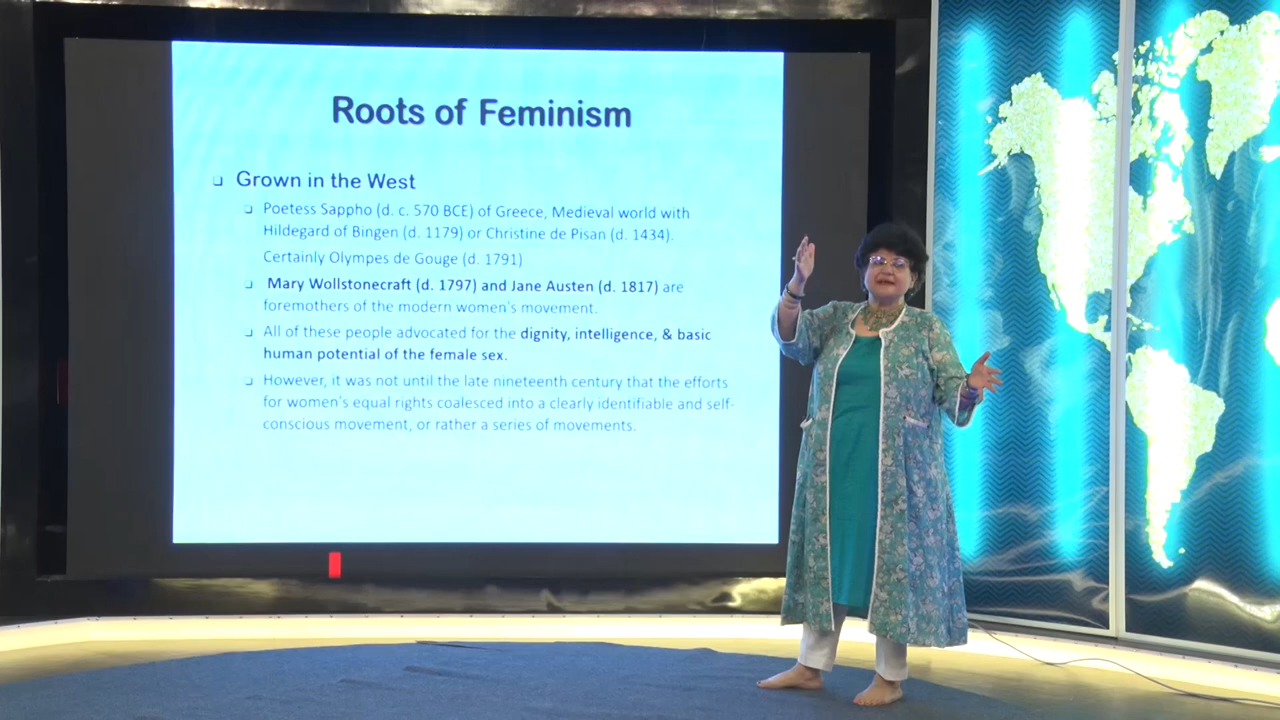 Roots of Feminism
Grown in the West
Poetess Sappho (d. c. 570 BCE) of Greece, Medieval world with
Hildegard of Bingen (d. 1179) or Christine de Pisan (d. 1434).
Certainly Olympes de Gouge (d. 1791)
Mary Wollstonecraft (d. 1797) and Jane Austen (d. 1817) are
foremothers of the modern women's movement.
All of these people advocated for the dignity, intelligence, & basic
human potential of the female sex.
However, it was not until the late nineteenth century that the efforts
for women's equal rights coalesced into a clearly identifiable and self-
conscious movement, or rather a series of movements.